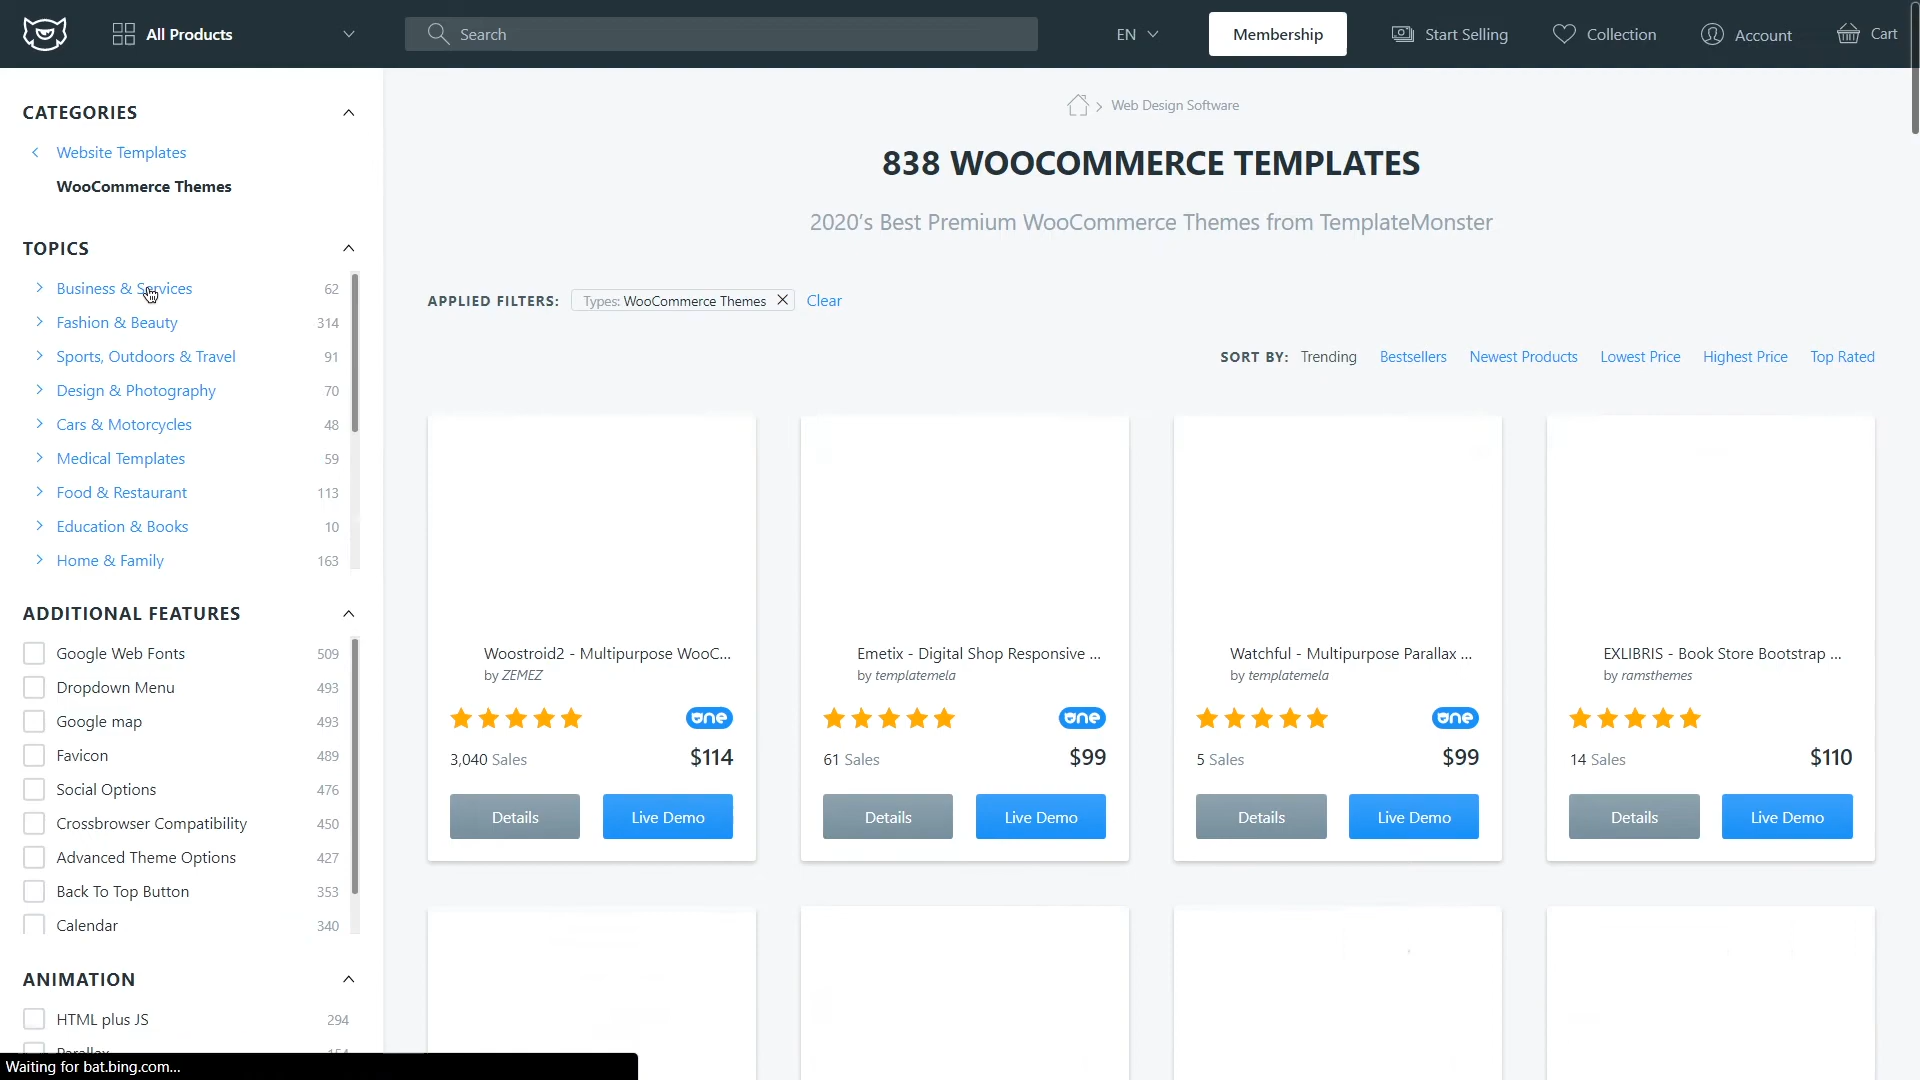 All Products
Search
EN
Membership
Start Selling
Collection
Account
Cart
CATEGORIES
Website Templates
WooCommerce Themes
TOPICS
Business & Services 62
Fashion & Beauty 314
Sports, Outdoors & Travel 91
Design & Photography 70
Cars & Motorcycles 48
Medical Templates 59
Food & Restaurant 113
Education & Books 10
Home & Family 163
ADDITIONAL FEATURES
Google Web Fonts 509
Dropdown Menu 493
Google map 493
Favicon 489
Social Options 476
Crossbrowser Compatibility 450
Advanced Theme Options 427
Back To Top Button 353
Calendar 340
ANIMATION
HTML plus JS 294
Parallax 154
Waiting for bat.bing.com...
> Web Design Software
838 WOOCOMMERCE TEMPLATES
2020's Best Premium WooCommerce Themes from TemplateMonster
APPLIED FILTERS: Types: WooCommerce Themes Clear
SORT BY: Trending Bestsellers Newest Products Lowest Price Highest Price Top Rated
Woostroid2 - Multipurpose WooC...
by ZEMEZ
one
3,040 Sales $114
Details Live Demo
Emetix - Digital Shop Responsive ...
by templatemela
one
61 Sales $99
Details Live Demo
Watchful - Multipurpose Parallax ...
by templatemela
one
5 Sales $99
Details Live Demo
EXLIBRIS - Book Store Bootstrap ...
by ramsthemes
14 Sales $110
Details Live Demo